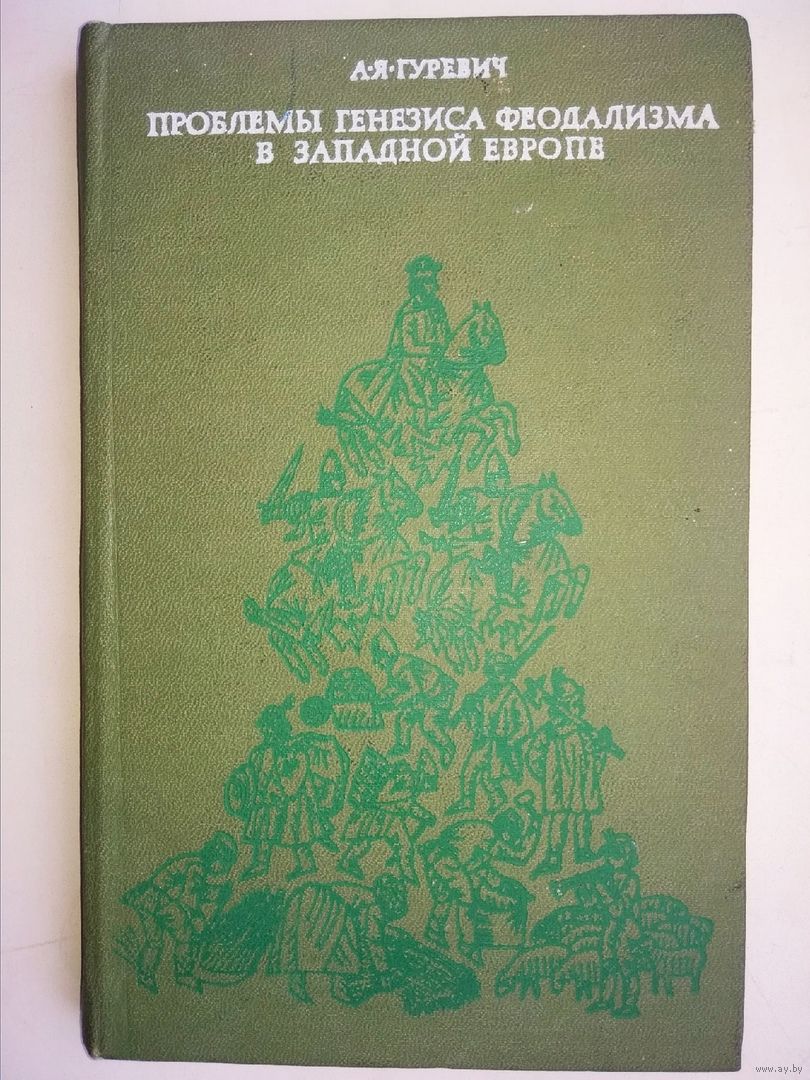 А·Я·ГУРЕВИЧ
ПРОБЛЕМЫ ГЕНЕЗИСА ФЕОДАЛИЗМА
В ЗАПАДНОЙ ЕВРОПЕ
www.ay.by